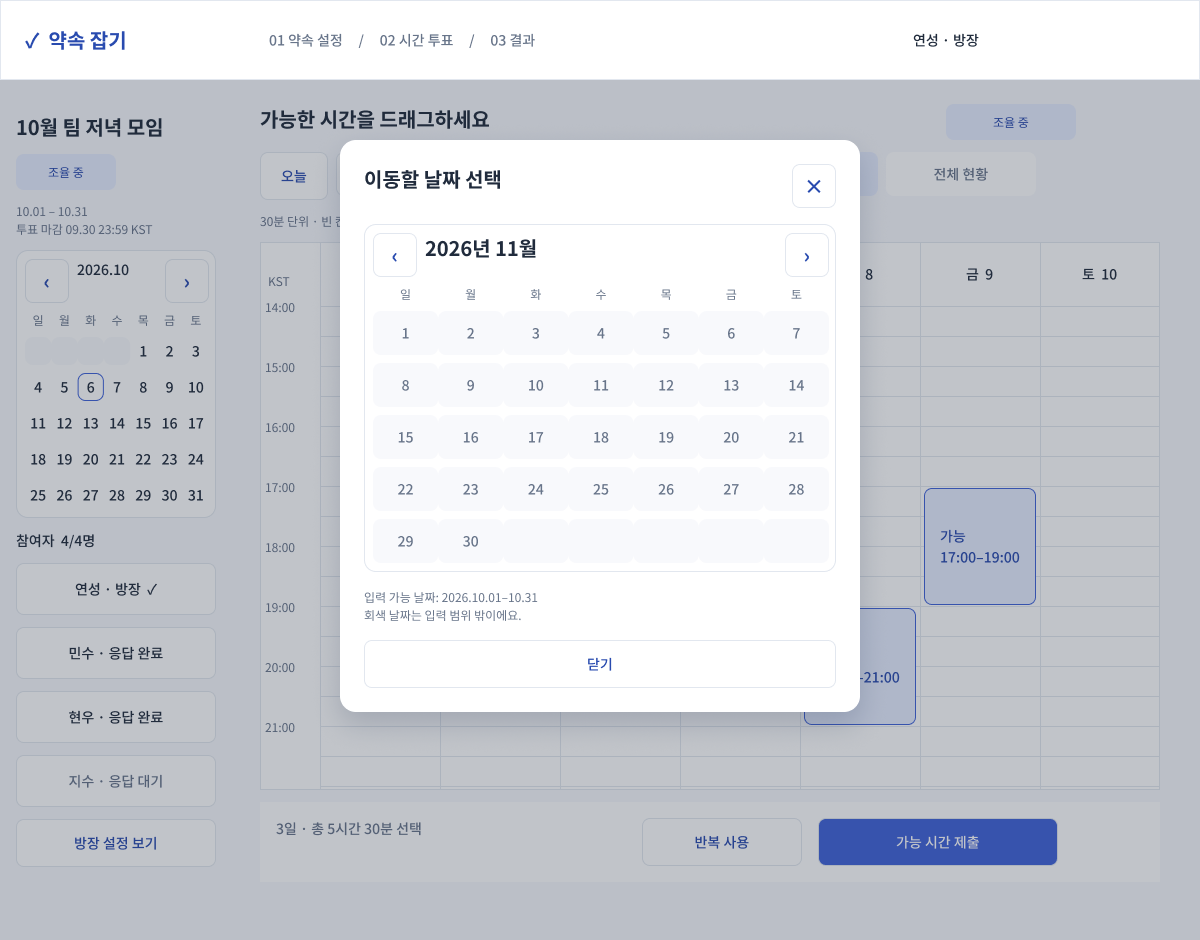 ✓ 약속 잡기
01 약속 설정 / 02 시간 투표 / 03 결과
연성 · 방장
10월 팀 저녁 모임
조율 중
10.01 – 10.31
투표 마감 09.30 23:59 KST
‹ 2026.10 ›
일 월 화 수 목 금 토
1 2 3
4 5 6 7 8 9 10
11 12 13 14 15 16 17
18 19 20 21 22 23 24
25 26 27 28 29 30 31
참여자 4/4명
연성 · 방장 ✓
민수 · 응답 완료
현우 · 응답 완료
지수 · 응답 대기
방장 설정 보기
가능한 시간을 드래그하세요
조율 중
오늘
전체 현황
30분 단위 · 빈
KST
8
금 9
토 10
14:00
15:00
16:00
17:00
18:00
19:00
20:00
21:00
가능
17:00–19:00
–21:00
이동할 날짜 선택
✕
‹ 2026년 11월 ›
일 월 화 수 목 금 토
1 2 3 4 5 6 7
8 9 10 11 12 13 14
15 16 17 18 19 20 21
22 23 24 25 26 27 28
29 30
입력 가능 날짜: 2026.10.01–10.31
회색 날짜는 입력 범위 밖이에요.
닫기
3일 · 총 5시간 30분 선택
반복 사용
가능 시간 제출